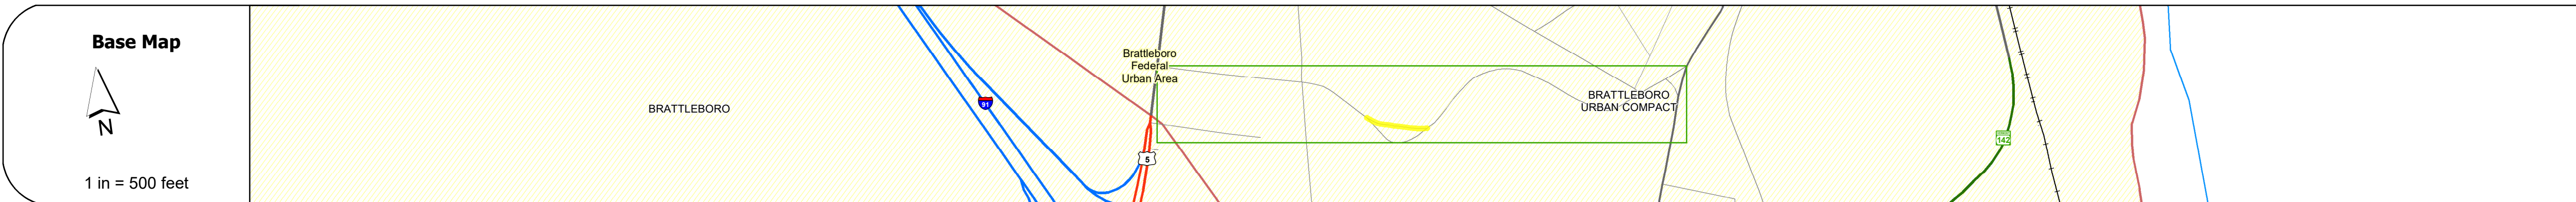 Base Map
N
1 in = 500 feet
BRATTLEBORO
91
Brattleboro
Federal
Urban Area
5
BRATTLEBORO
URBAN COMPACT
142